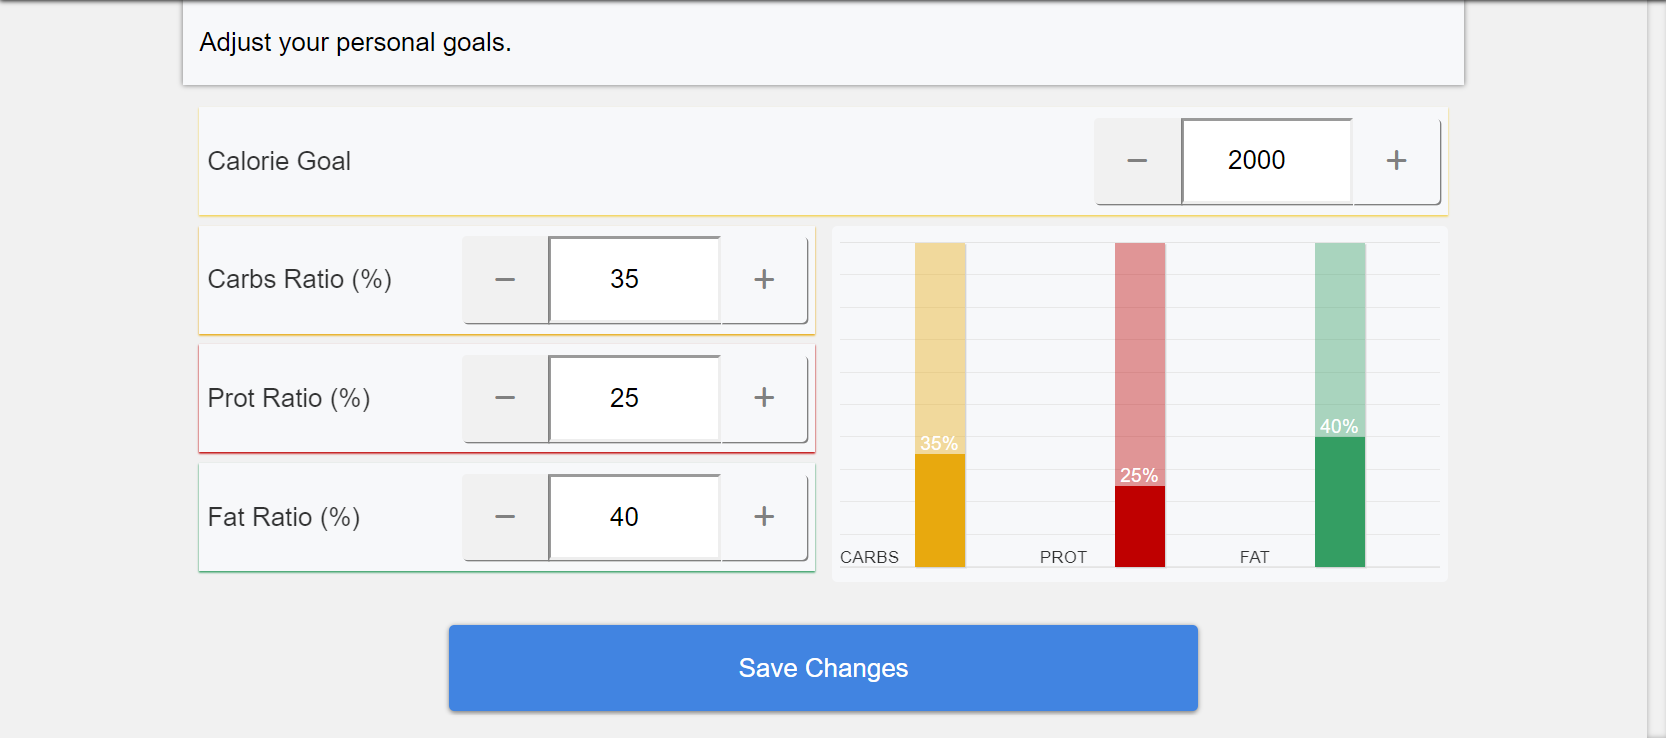 Adjust your personal goals.
Calorie Goal
− 2000 +
Carbs Ratio (%)
− 35 +
Prot Ratio (%)
− 25 +
Fat Ratio (%)
− 40 +
35%
25%
40%
CARBS
PROT
FAT
Save Changes